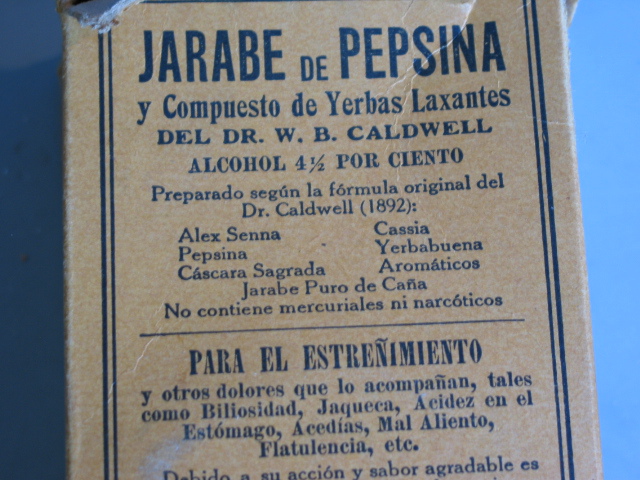 JARABE DE PEPSINA
y Compuesto de Yerbas Laxantes
DEL DR. W. B. CALDWELL
ALCOHOL 4½ POR CIENTO
Preparado según la fórmula original del
Dr. Caldwell (1892):
Alex Senna Cassia
Pepsina Yerbabuena
Cáscara Sagrada Aromáticos
Jarabe Puro de Caña
No contiene mercuriales ni narcóticos
PARA EL ESTREÑIMIENTO
y otros dolores que lo acompañan, tales
como Biliosidad, Jaqueca, Acidez en el
Estómago, Acedías, Mal Aliento,
Flatulencia, etc.
Debido a su acción y sabor agradable es